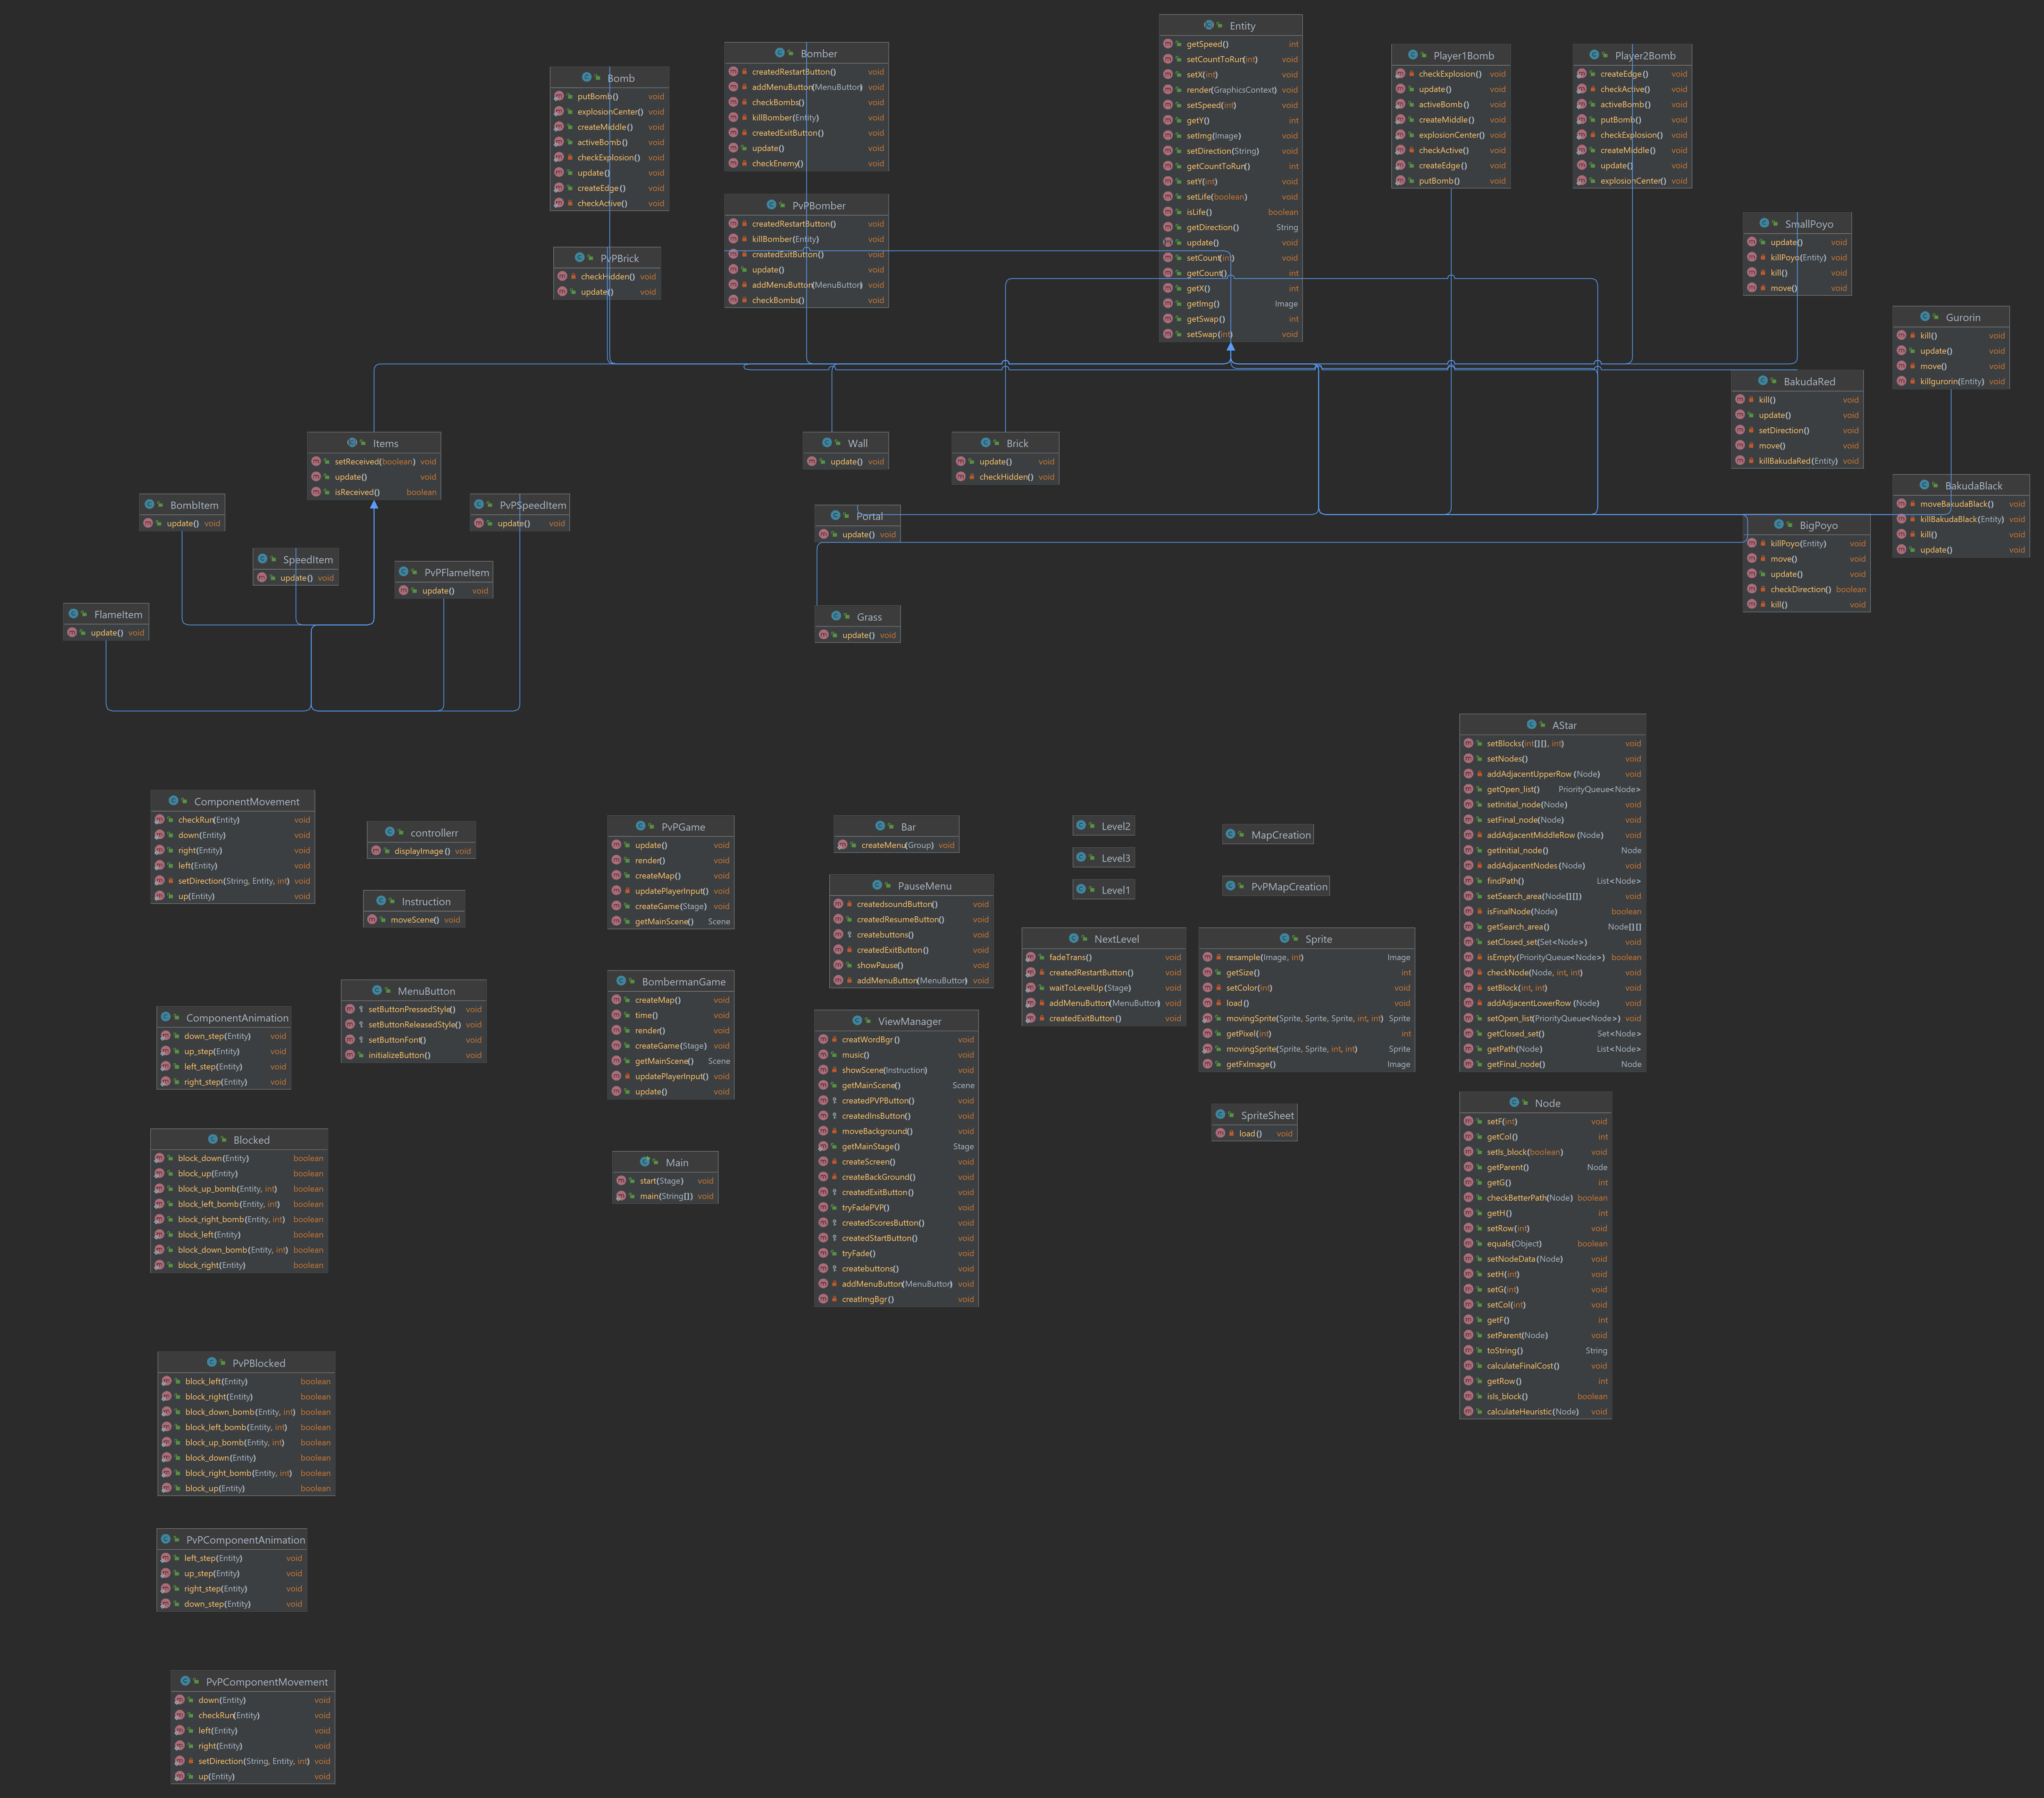 Entity
getSpeed() int
setCountToRun(int) void
setX(int) void
render(GraphicsContext) void
setSpeed(int) void
getY() int
setImg(Image) void
setDirection(String) void
getCountToRun() int
setY(int) void
setLife(boolean) void
isLife() boolean
getDirection() String
update() void
setCount(int) void
getCount() int
getX() int
getImg() Image
getSwap() int
setSwap(int) void
Bomber
createdRestartButton() void
addMenuButton(MenuButton) void
checkBombs() void
killBomber(Entity) void
createdExitButton() void
update() void
checkEnemy() void
Player1Bomb
checkExplosion() void
update() void
activeBomb() void
createMiddle() void
explosionCenter() void
checkActive() void
createEdge() void
putBomb() void
Player2Bomb
createEdge() void
checkActive() void
activeBomb() void
putBomb() void
checkExplosion() void
createMiddle() void
update() void
explosionCenter() void
Bomb
putBomb() void
explosionCenter() void
createMiddle() void
activeBomb() void
checkExplosion() void
update() void
createEdge() void
checkActive() void
PvPBomber
createdRestartButton() void
killBomber(Entity) void
createdExitButton() void
update() void
addMenuButton(MenuButton) void
checkBombs() void
SmallPoyo
update() void
killPoyo(Entity) void
kill() void
move() void
PvPBrick
checkHidden() void
update() void
Gurorin
kill() void
update() void
move() void
killgurorin(Entity) void
BakudaRed
kill() void
update() void
setDirection() void
move() void
killBakudaRed(Entity) void
Items
setReceived(boolean) void
update() void
isReceived() boolean
Wall
update() void
Brick
update() void
checkHidden() void
BakudaBlack
moveBakudaBlack() void
killBakudaBlack(Entity) void
kill() void
update() void
BombItem
update() void
PvPSpeedItem
update() void
Portal
update() void
BigPoyo
killPoyo(Entity) void
move() void
update() void
checkDirection() boolean
kill() void
SpeedItem
update() void
PvPFlameItem
update() void
FlameItem
update() void
Grass
update() void
AStar
setBlocks(int[][], int) void
setNodes() void
addAdjacentUpperRow(Node) void
getOpen_list() PriorityQueue<Node>
setInitial_node(Node) void
setFinal_node(Node) void
addAdjacentMiddleRow(Node) void
getInitial_node() Node
addAdjacentNodes(Node) void
findPath() List<Node>
setSearch_area(Node[][]) void
isFinalNode(Node) boolean
getSearch_area() Node[][]
setClosed_set(Set<Node>) void
isEmpty(PriorityQueue<Node>) boolean
checkNode(Node, int, int) void
setBlock(int, int) void
addAdjacentLowerRow(Node) void
setOpen_list(PriorityQueue<Node>) void
getClosed_set() Set<Node>
getPath(Node) List<Node>
getFinal_node() Node
ComponentMovement
checkRun(Entity) void
down(Entity) void
right(Entity) void
left(Entity) void
setDirection(String, Entity, int) void
up(Entity) void
controllerr
displayImage() void
PvPGame
update() void
render() void
createMap() void
updatePlayerInput() void
createGame(Stage) void
getMainScene() Scene
Bar
createMenu(Group) void
Level2
Level3
Level1
MapCreation
PvPMapCreation
Instruction
moveScene() void
PauseMenu
createdsoundButton() void
createdResumeButton() void
createbuttons() void
createdExitButton() void
showPause() void
addMenuButton(MenuButton) void
NextLevel
fadeTrans() void
createdRestartButton() void
waitToLevelUp(Stage) void
addMenuButton(MenuButton) void
createdExitButton() void
Sprite
resample(Image, int) Image
getSize() int
setColor(int) void
load() void
movingSprite(Sprite, Sprite, Sprite, int, int) Sprite
getPixel(int) int
movingSprite(Sprite, Sprite, int, int) Sprite
getFxImage() Image
MenuButton
setButtonPressedStyle() void
setButtonReleasedStyle() void
setButtonFont() void
initializeButton() void
BombermanGame
createMap() void
time() void
render() void
createGame(Stage) void
getMainScene() Scene
updatePlayerInput() void
update() void
ComponentAnimation
down_step(Entity) void
up_step(Entity) void
left_step(Entity) void
right_step(Entity) void
ViewManager
creatWordBgr() void
music() void
showScene(Instruction) void
getMainScene() Scene
createdPVPButton() void
createdInsButton() void
moveBackground() void
getMainStage() Stage
createScreen() void
createBackGround() void
createdExitButton() void
tryFadePVP() void
createdScoresButton() void
createdStartButton() void
tryFade() void
createbuttons() void
addMenuButton(MenuButton) void
creatImgBgr() void
SpriteSheet
load() void
Node
setF(int) void
getCol() int
setIs_block(boolean) void
getParent() Node
getG() int
checkBetterPath(Node) boolean
getH() int
setRow(int) void
equals(Object) boolean
setNodeData(Node) void
setH(int) void
setG(int) void
setCol(int) void
getF() int
setParent(Node) void
toString() String
calculateFinalCost() void
getRow() int
isIs_block() boolean
calculateHeuristic(Node) void
Blocked
block_down(Entity) boolean
block_up(Entity) boolean
block_up_bomb(Entity, int) boolean
block_left_bomb(Entity, int) boolean
block_right_bomb(Entity, int) boolean
block_left(Entity) boolean
block_down_bomb(Entity, int) boolean
block_right(Entity) boolean
Main
start(Stage) void
main(String[]) void
PvPBlocked
block_left(Entity) boolean
block_right(Entity) boolean
block_down_bomb(Entity, int) boolean
block_left_bomb(Entity, int) boolean
block_up_bomb(Entity, int) boolean
block_down(Entity) boolean
block_right_bomb(Entity, int) boolean
block_up(Entity) boolean
PvPComponentAnimation
left_step(Entity) void
up_step(Entity) void
right_step(Entity) void
down_step(Entity) void
PvPComponentMovement
down(Entity) void
checkRun(Entity) void
left(Entity) void
right(Entity) void
setDirection(String, Entity, int) void
up(Entity) void